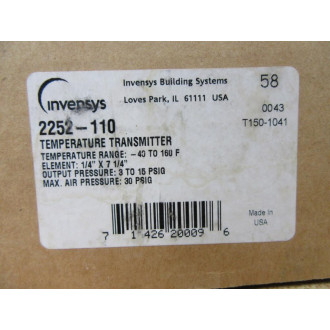 invensys
Invensys Building Systems
Loves Park, IL 61111 USA
58
0043
T150-1041
2252-110
TEMPERATURE TRANSMITTER
TEMPERATURE RANGE: -40 TO 160 F
ELEMENT: 1/4" X 7 1/4"
OUTPUT PRESSURE: 3 TO 15 PSIG
MAX. AIR PRESSURE: 30 PSIG
Made in
USA
7 1 426 20009 6